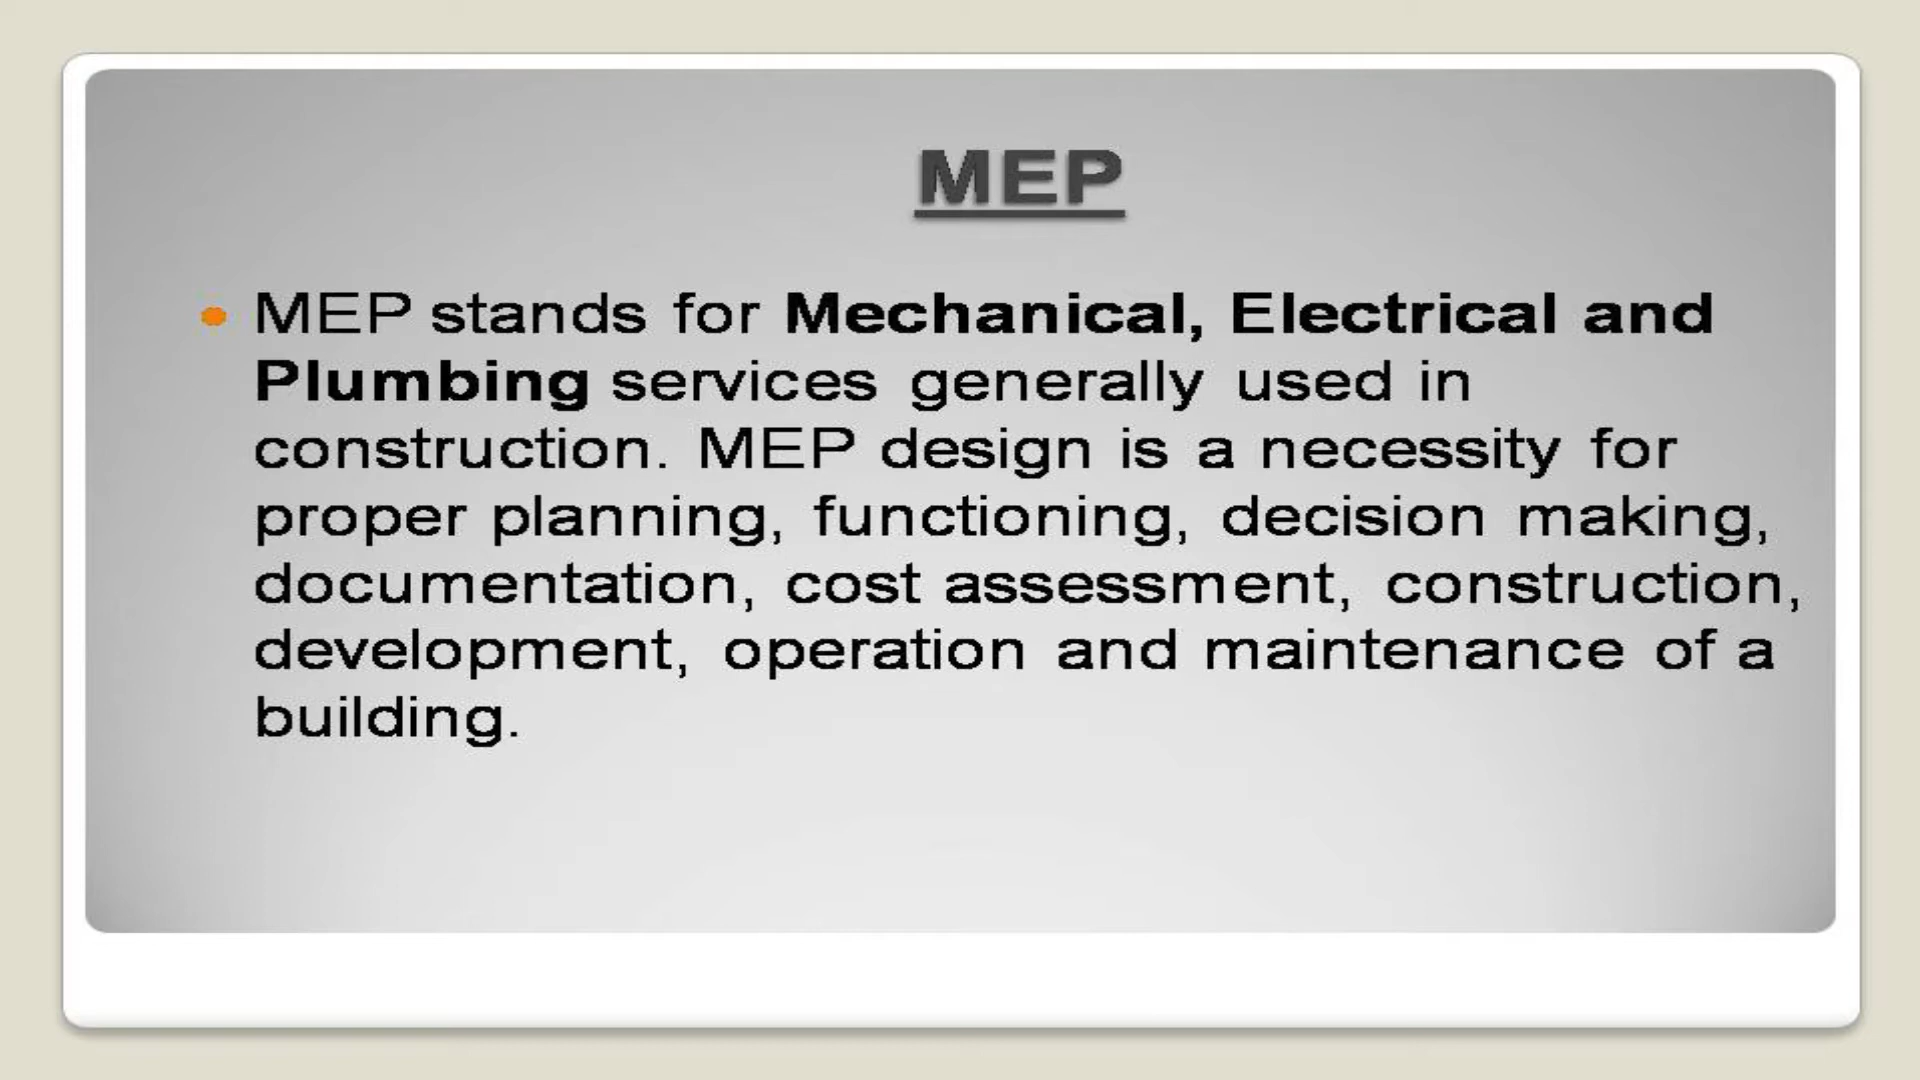 MEP
• MEP stands for Mechanical, Electrical and
Plumbing services generally used in
construction. MEP design is a necessity for
proper planning, functioning, decision making,
documentation, cost assessment, construction,
development, operation and maintenance of a
building.